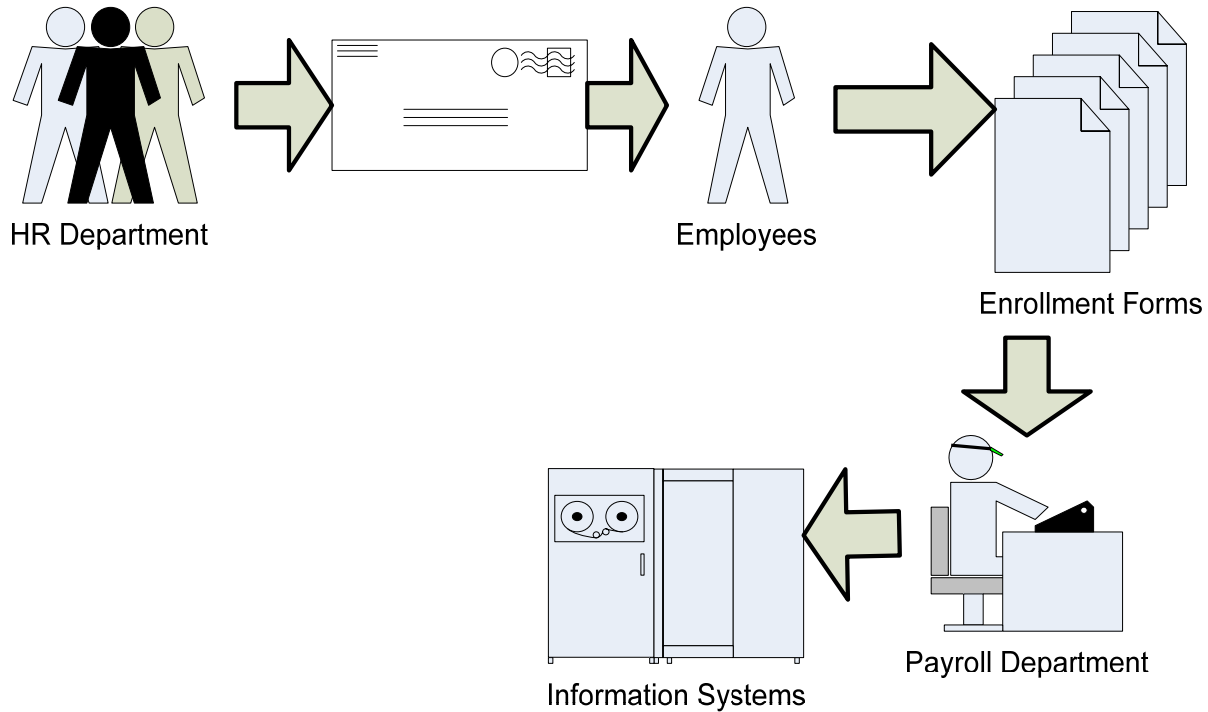 HR Department
Employees
Enrollment Forms
Payroll Department
Information Systems